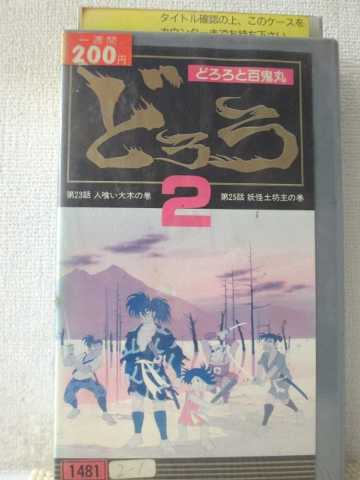 タイトル確認の上、このケースを
カウンターまでお持ち下さい
一週間
200円
どろろと百鬼丸
どろろ
第23話 人喰い大木の巻
2
第25話 妖怪土坊主の巻
1481
2-1